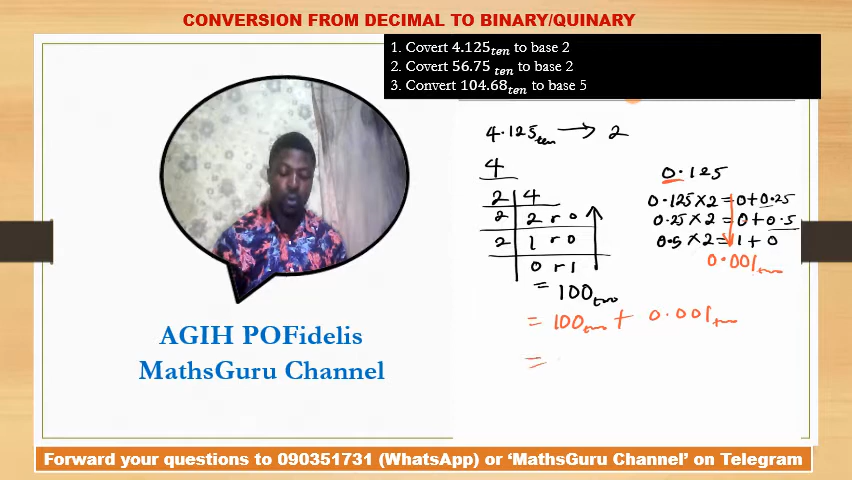 CONVERSION FROM DECIMAL TO BINARY/QUINARY
1. Covert 4.125ten to base 2
2. Covert 56.75 ten to base 2
3. Convert 104.68ten to base 5
4.125ten → 2
4
2 | 4
2 | 2 r 0
2 | 1 r 0
0 r 1
= 100two
0.125
0.125 × 2 = 0 + 0.25
0.25 × 2 = 0 + 0.5
0.5 × 2 = 1 + 0
0.001two
= 100two + 0.001two
=
AGIH POFidelis
MathsGuru Channel
Forward your questions to 090351731 (WhatsApp) or ‘MathsGuru Channel’ on Telegram